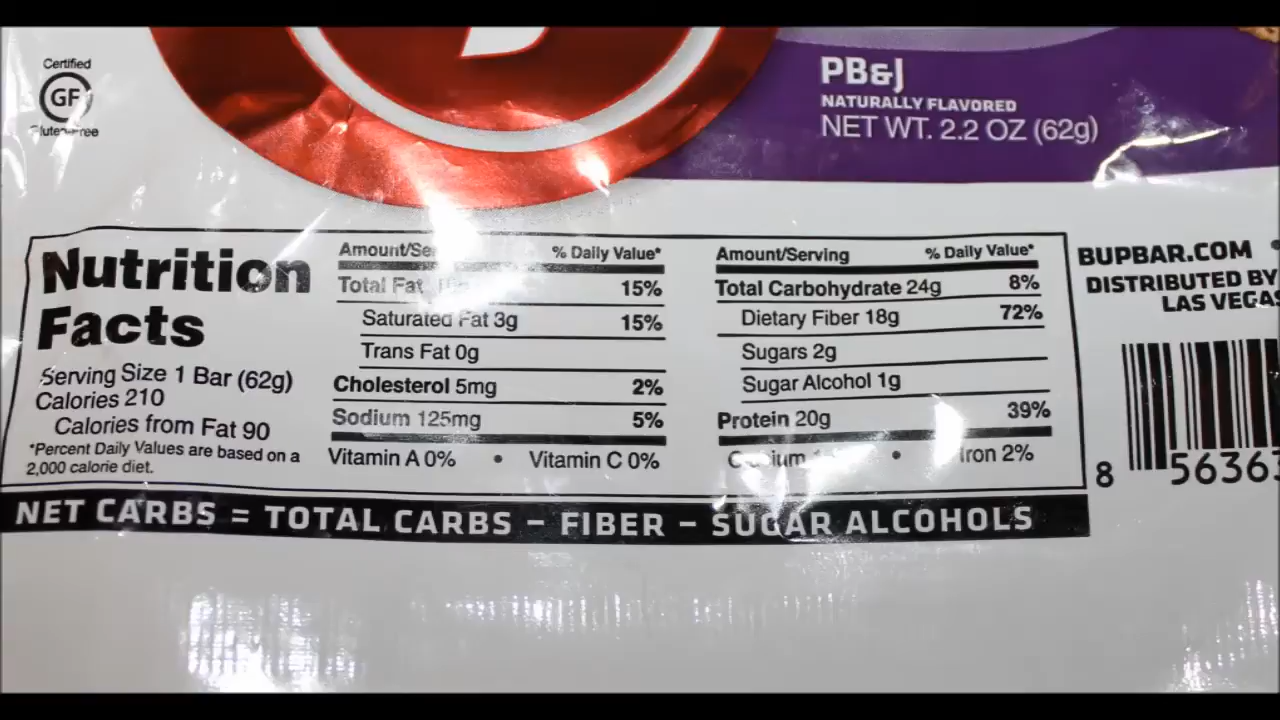 Certified
GF
Gluten-Free
PB&J
NATURALLY FLAVORED
NET WT. 2.2 OZ (62g)
Nutrition
Facts
Serving Size 1 Bar (62g)
Calories 210
Calories from Fat 90
*Percent Daily Values are based on a
2,000 calorie diet.
% Daily Value*
Total Fat 15%
Saturated Fat 3g 15%
Trans Fat 0g
Cholesterol 5mg 2%
Sodium 125mg 5%
Vitamin A 0% • Vitamin C 0%
Amount/Serving % Daily Value*
Total Carbohydrate 24g 8%
Dietary Fiber 18g 72%
Sugars 2g
Sugar Alcohol 1g
Protein 20g 39%
• Iron 2%
NET CARBS = TOTAL CARBS – FIBER – SUGAR ALCOHOLS
BUPBAR.COM
DISTRIBUTED BY
LAS VEGAS
8 56363